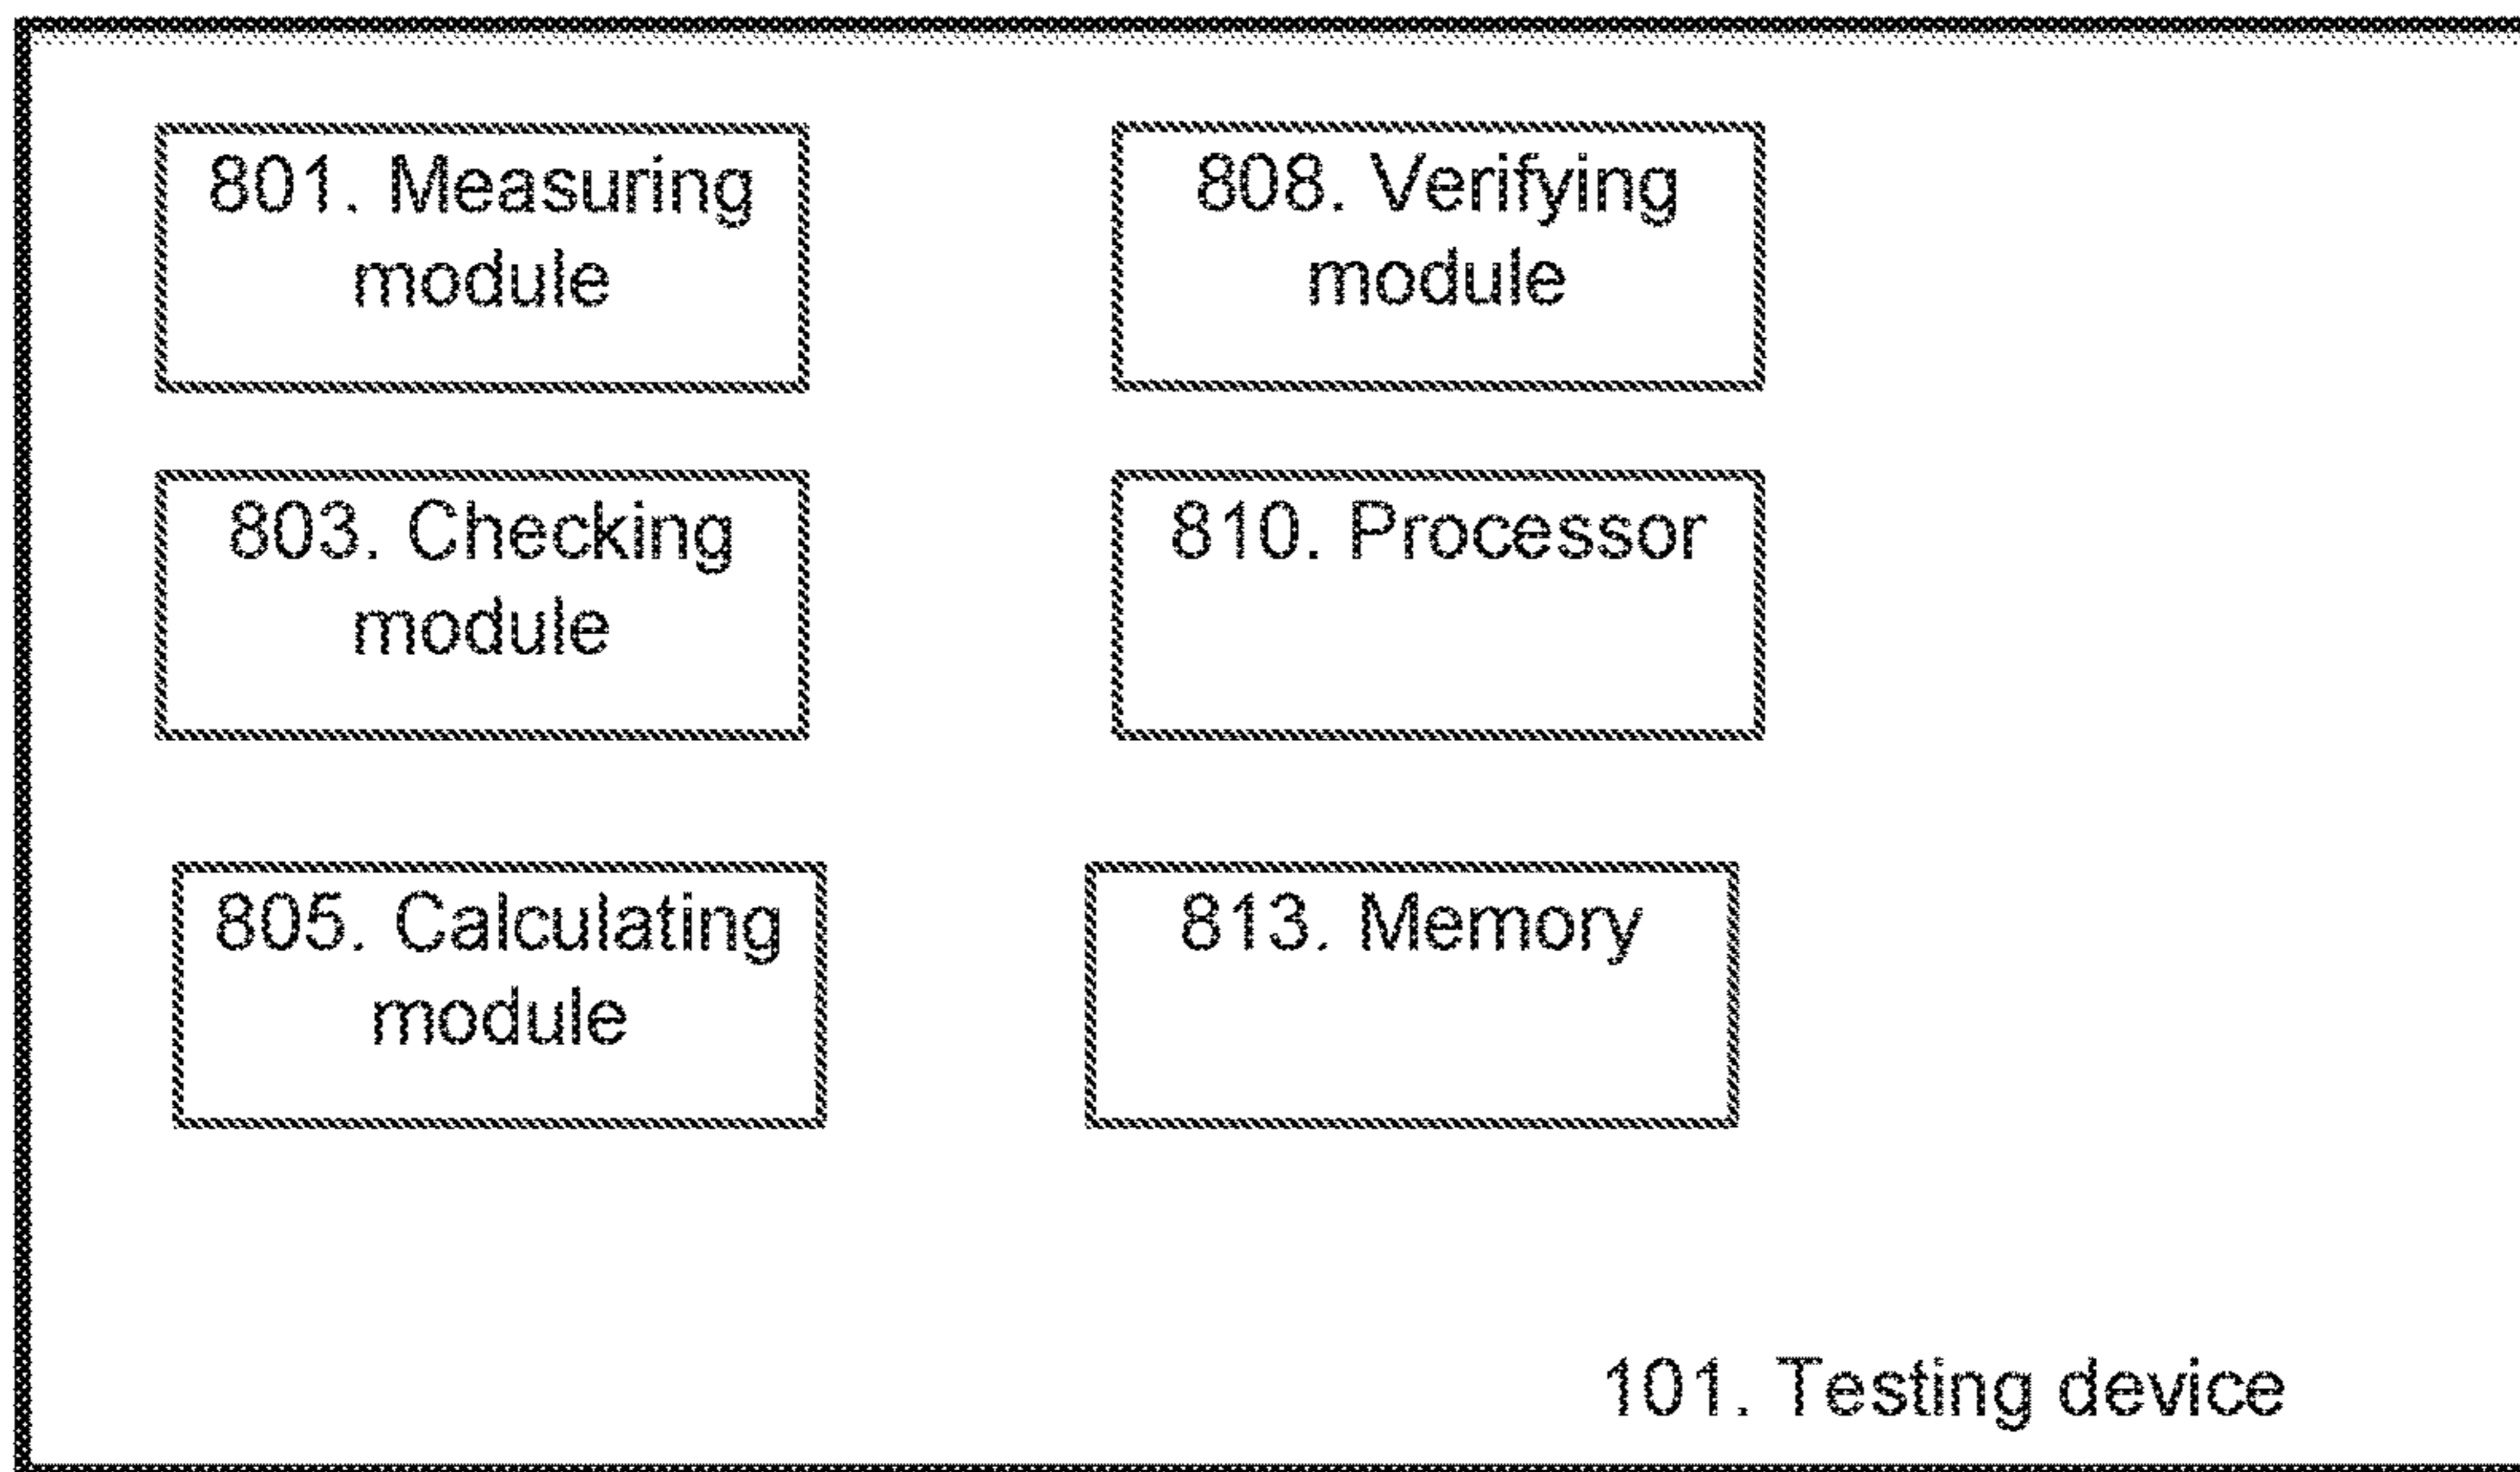 801. Measuring
module
808. Verifying
module
803. Checking
module
810. Processor
805. Calculating
module
813. Memory
101. Testing device